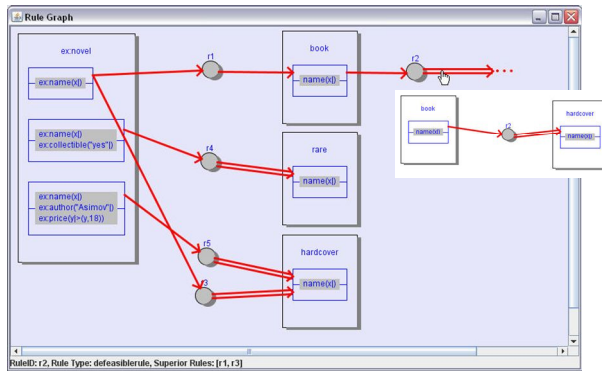 Rule Graph
ex:novel
ex:name(x|)
ex:name(x|)
ex:collectible("yes"|)
ex:name(x|)
ex:author("Asimov"|)
ex:price(y|>(y,18))
r1
r4
r5
r3
book
name(x|)
rare
name(x|)
hardcover
name(x|)
r2
book
name(x|)
r2
hardcover
name(x|)
RuleID: r2, Rule Type: defeasiblerule, Superior Rules: [r1, r3]